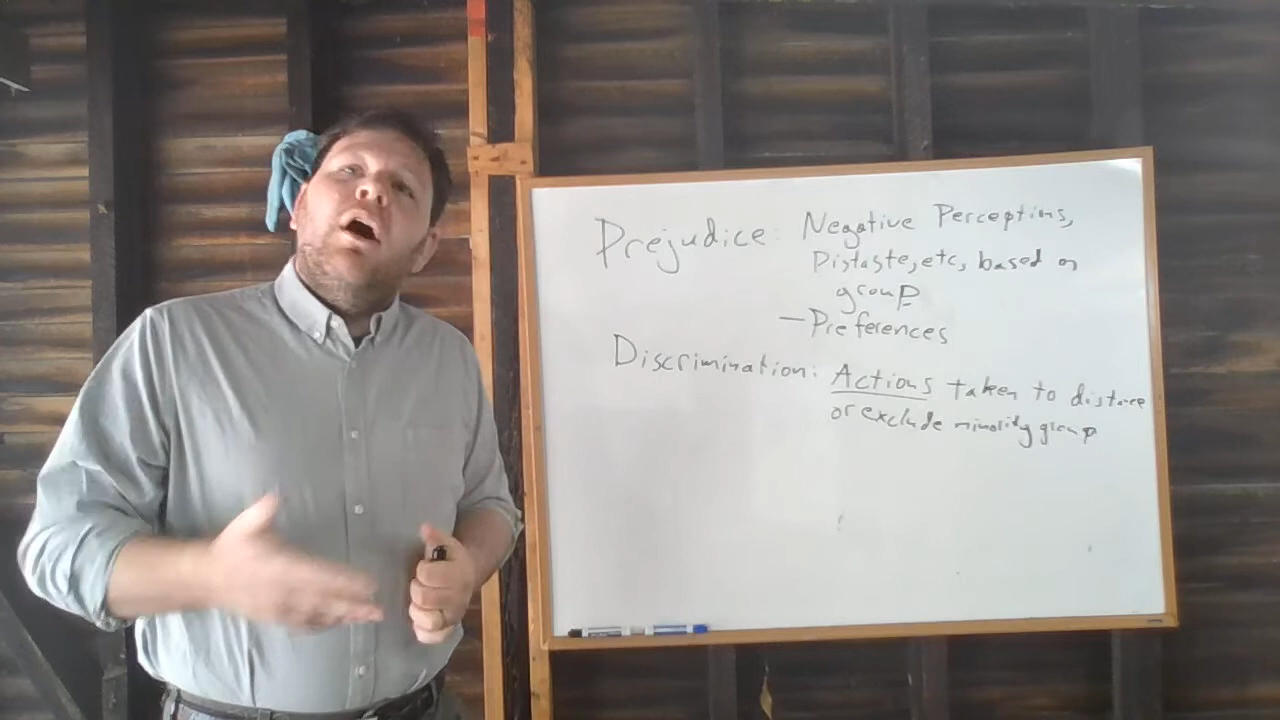 Prejudice: Negative Perceptions,
Distaste, etc, based on
group
- Preferences
Discrimination: Actions taken to distance
or exclude minority group